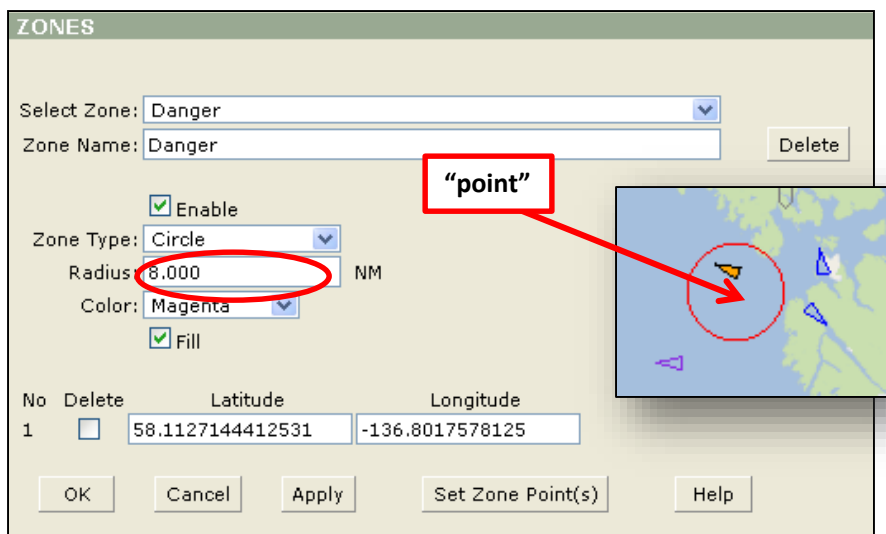 ZONES
Select Zone: Danger
Zone Name: Danger
Delete
“point”
Enable
Zone Type: Circle
Radius: 8.000 NM
Color: Magenta
Fill
No Delete Latitude Longitude
1 58.1127144412531 -136.8017578125
OK Cancel Apply Set Zone Point(s) Help